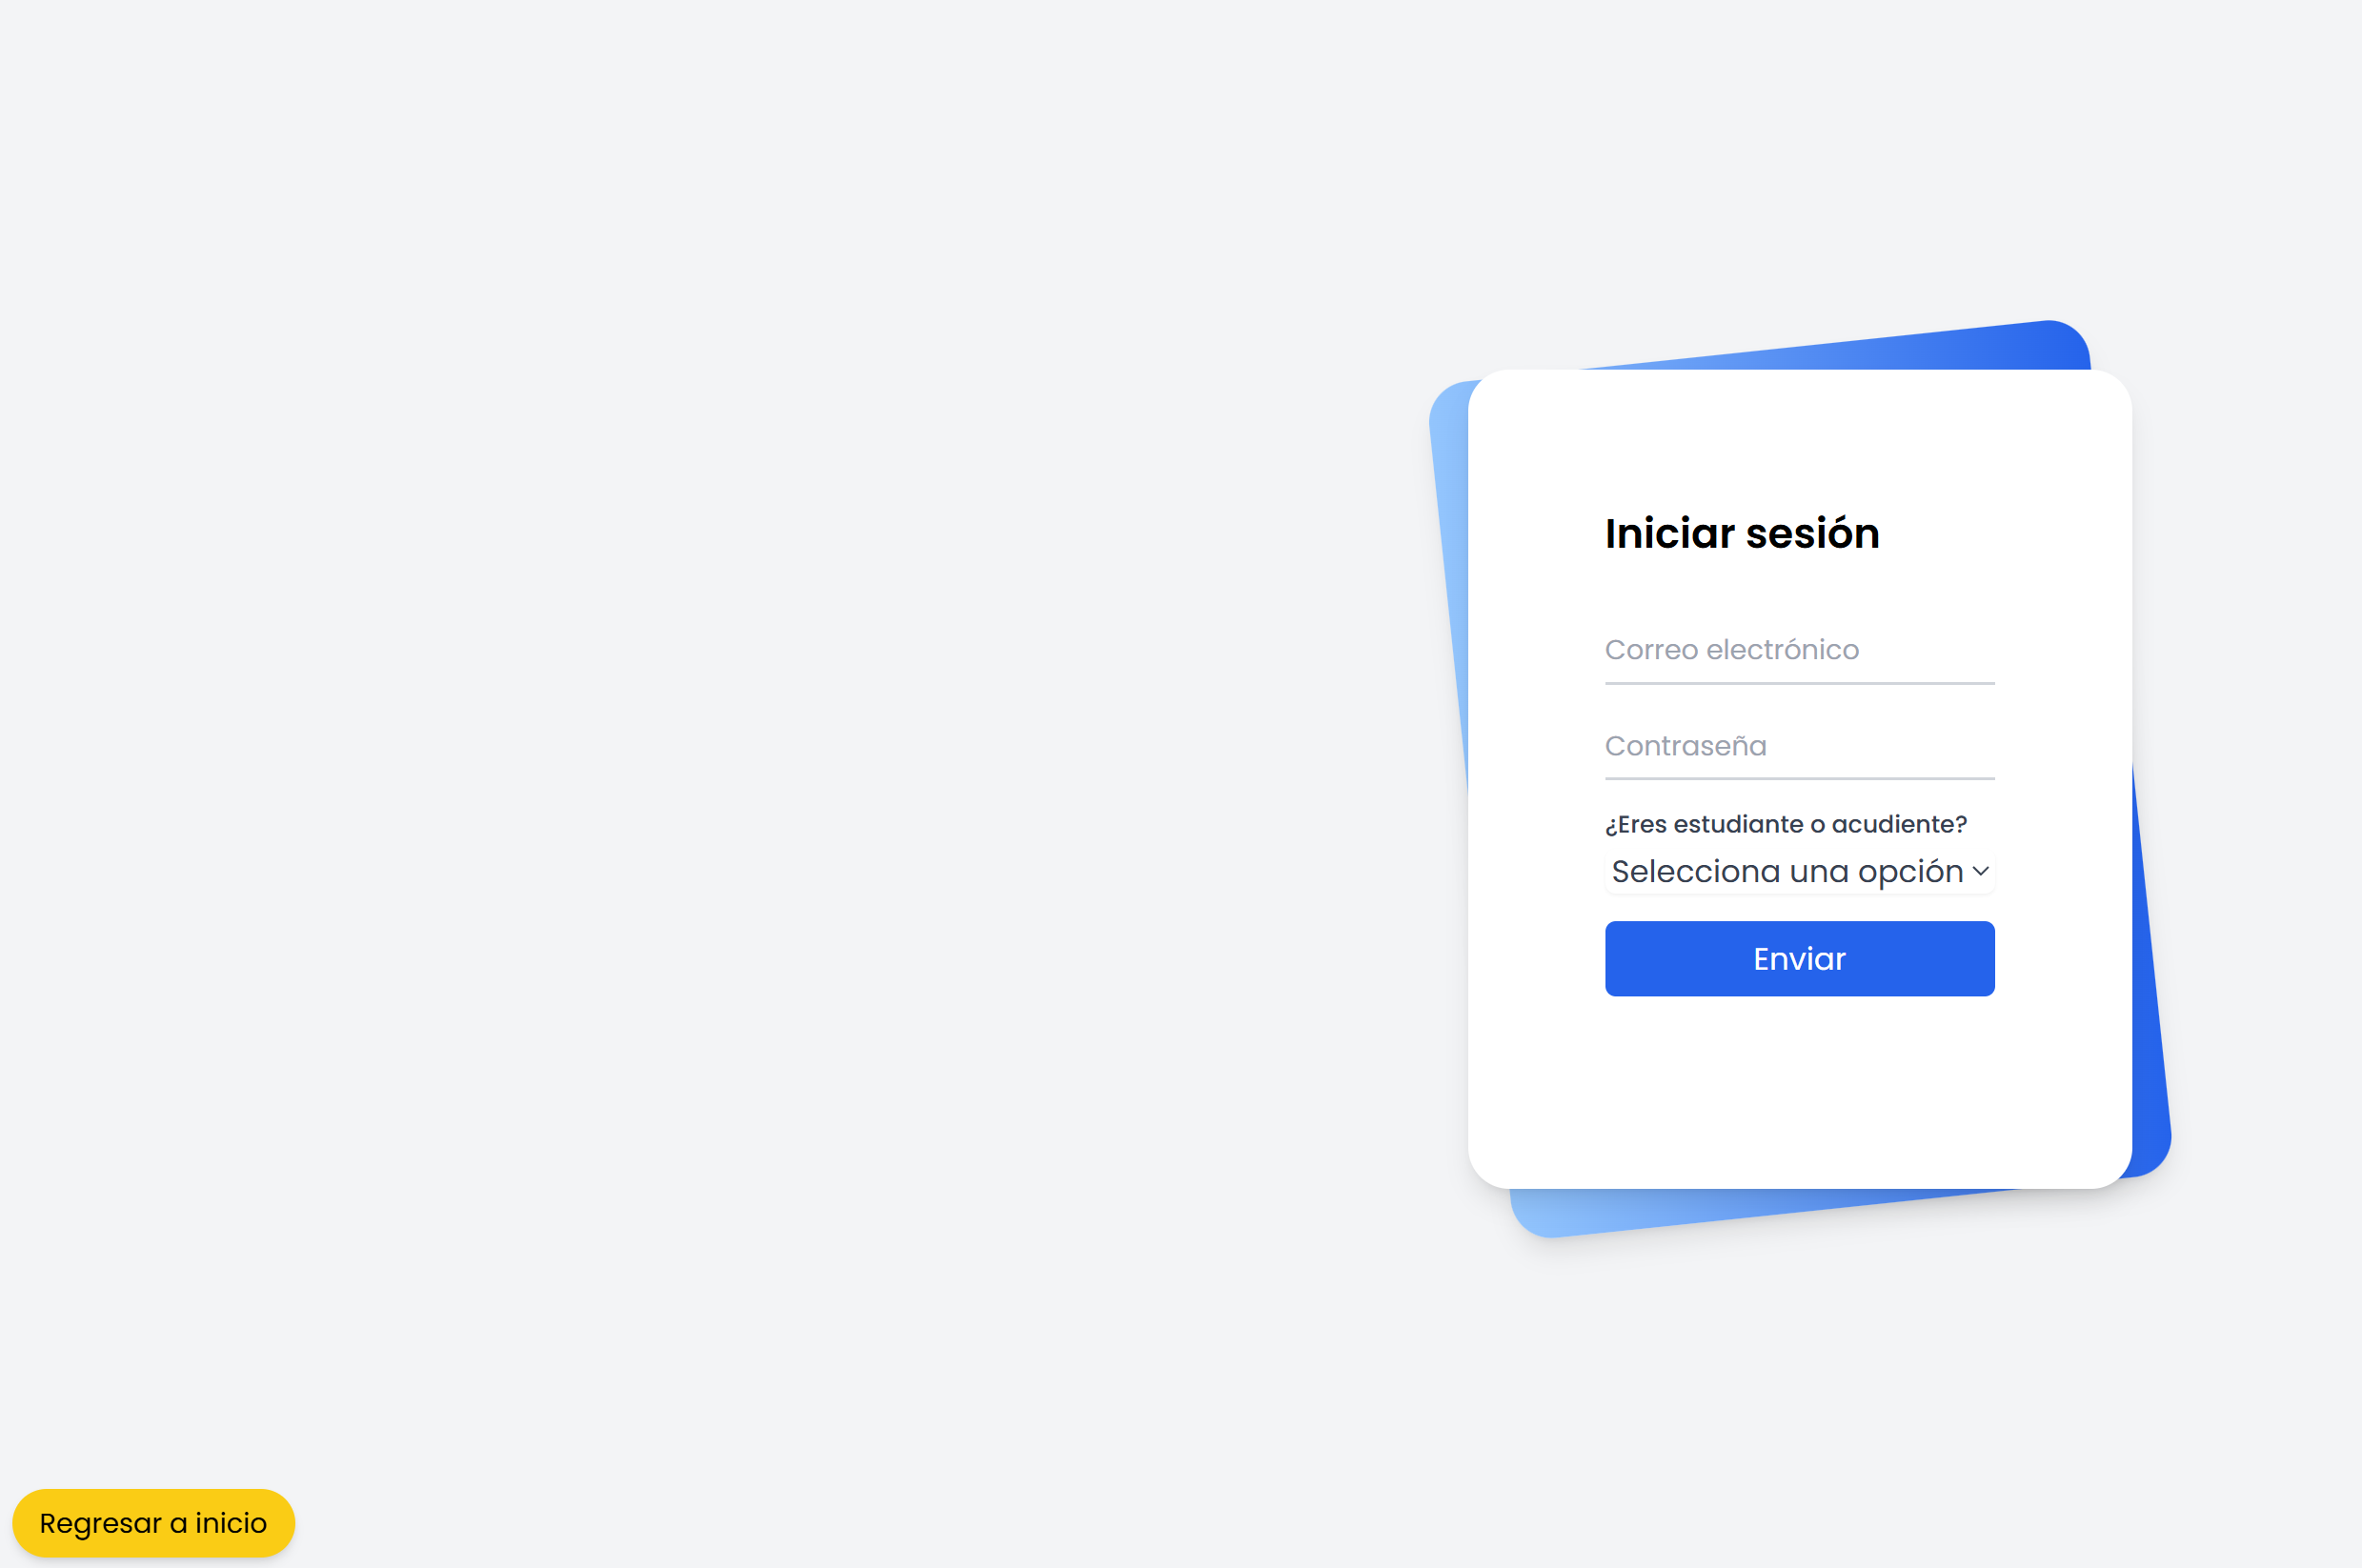 Iniciar sesión
Correo electrónico
Contraseña
¿Eres estudiante o acudiente?
Selecciona una opción
Enviar
Regresar a inicio